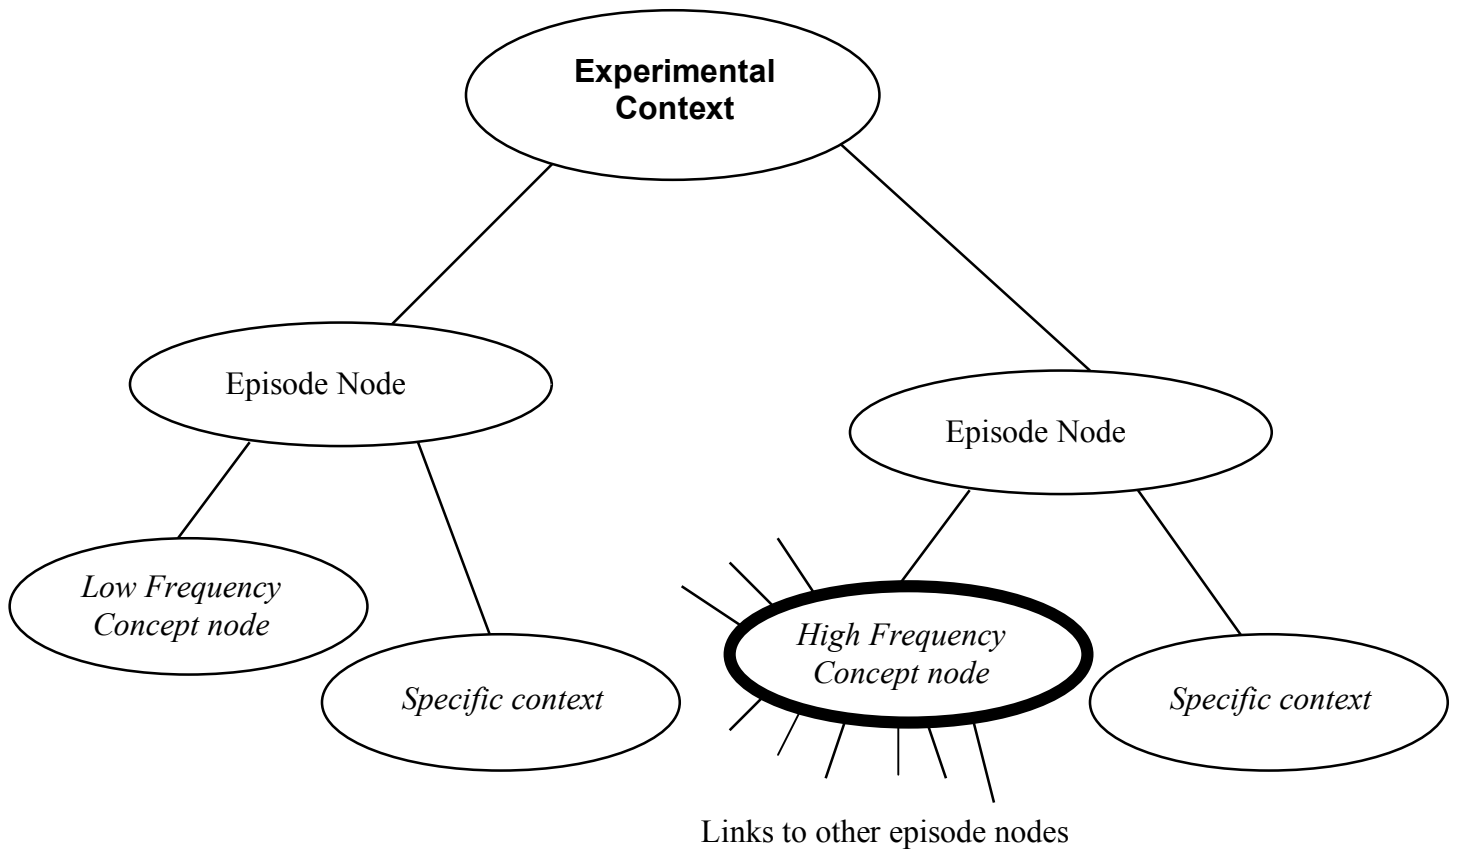 Experimental
Context
Episode Node
Episode Node
Low Frequency
Concept node
Specific context
High Frequency
Concept node
Specific context
Links to other episode nodes